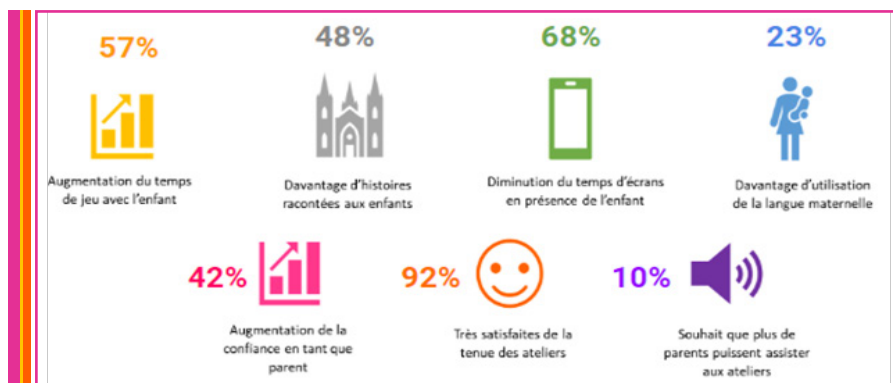 57%
48%
68%
23%
Augmentation du temps
de jeu avec l'enfant
Davantage d'histoires
racontées aux enfants
Diminution du temps d'écrans
en présence de l'enfant
Davantage d'utilisation
de la langue maternelle
42%
92%
10%
Augmentation de la
confiance en tant que
parent
Très satisfaites de la
tenue des ateliers
Souhait que plus de
parents puissent assister
aux ateliers